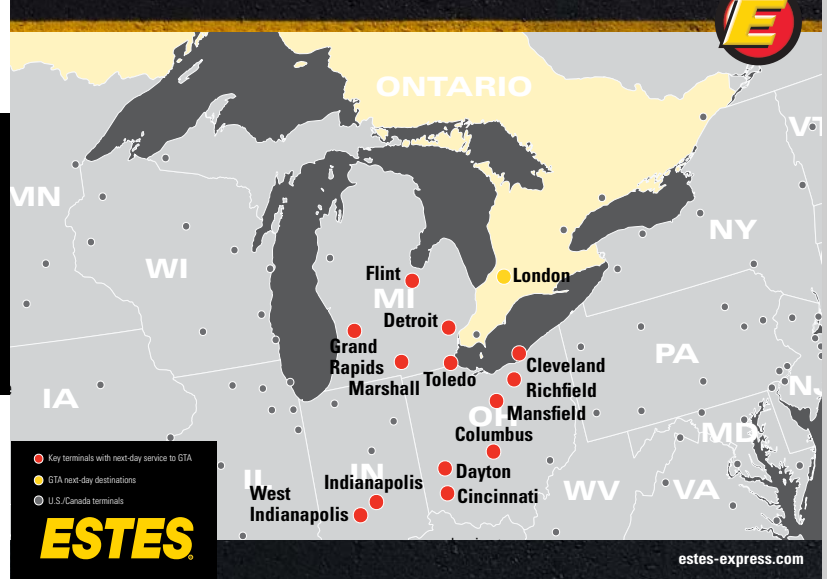 E
ONTARIO
VT
MN
NY
WI
Flint
London
MI
Detroit
Grand
Rapids
Marshall
Toledo
Cleveland
Richfield
PA
IA
OH
Mansfield
NJ
MD
Columbus
Key terminals with next-day service to GTA
GTA next-day destinations
U.S./Canada terminals
IL
IN
Indianapolis
West
Indianapolis
Dayton
Cincinnati
WV
VA
ESTES
estes-express.com